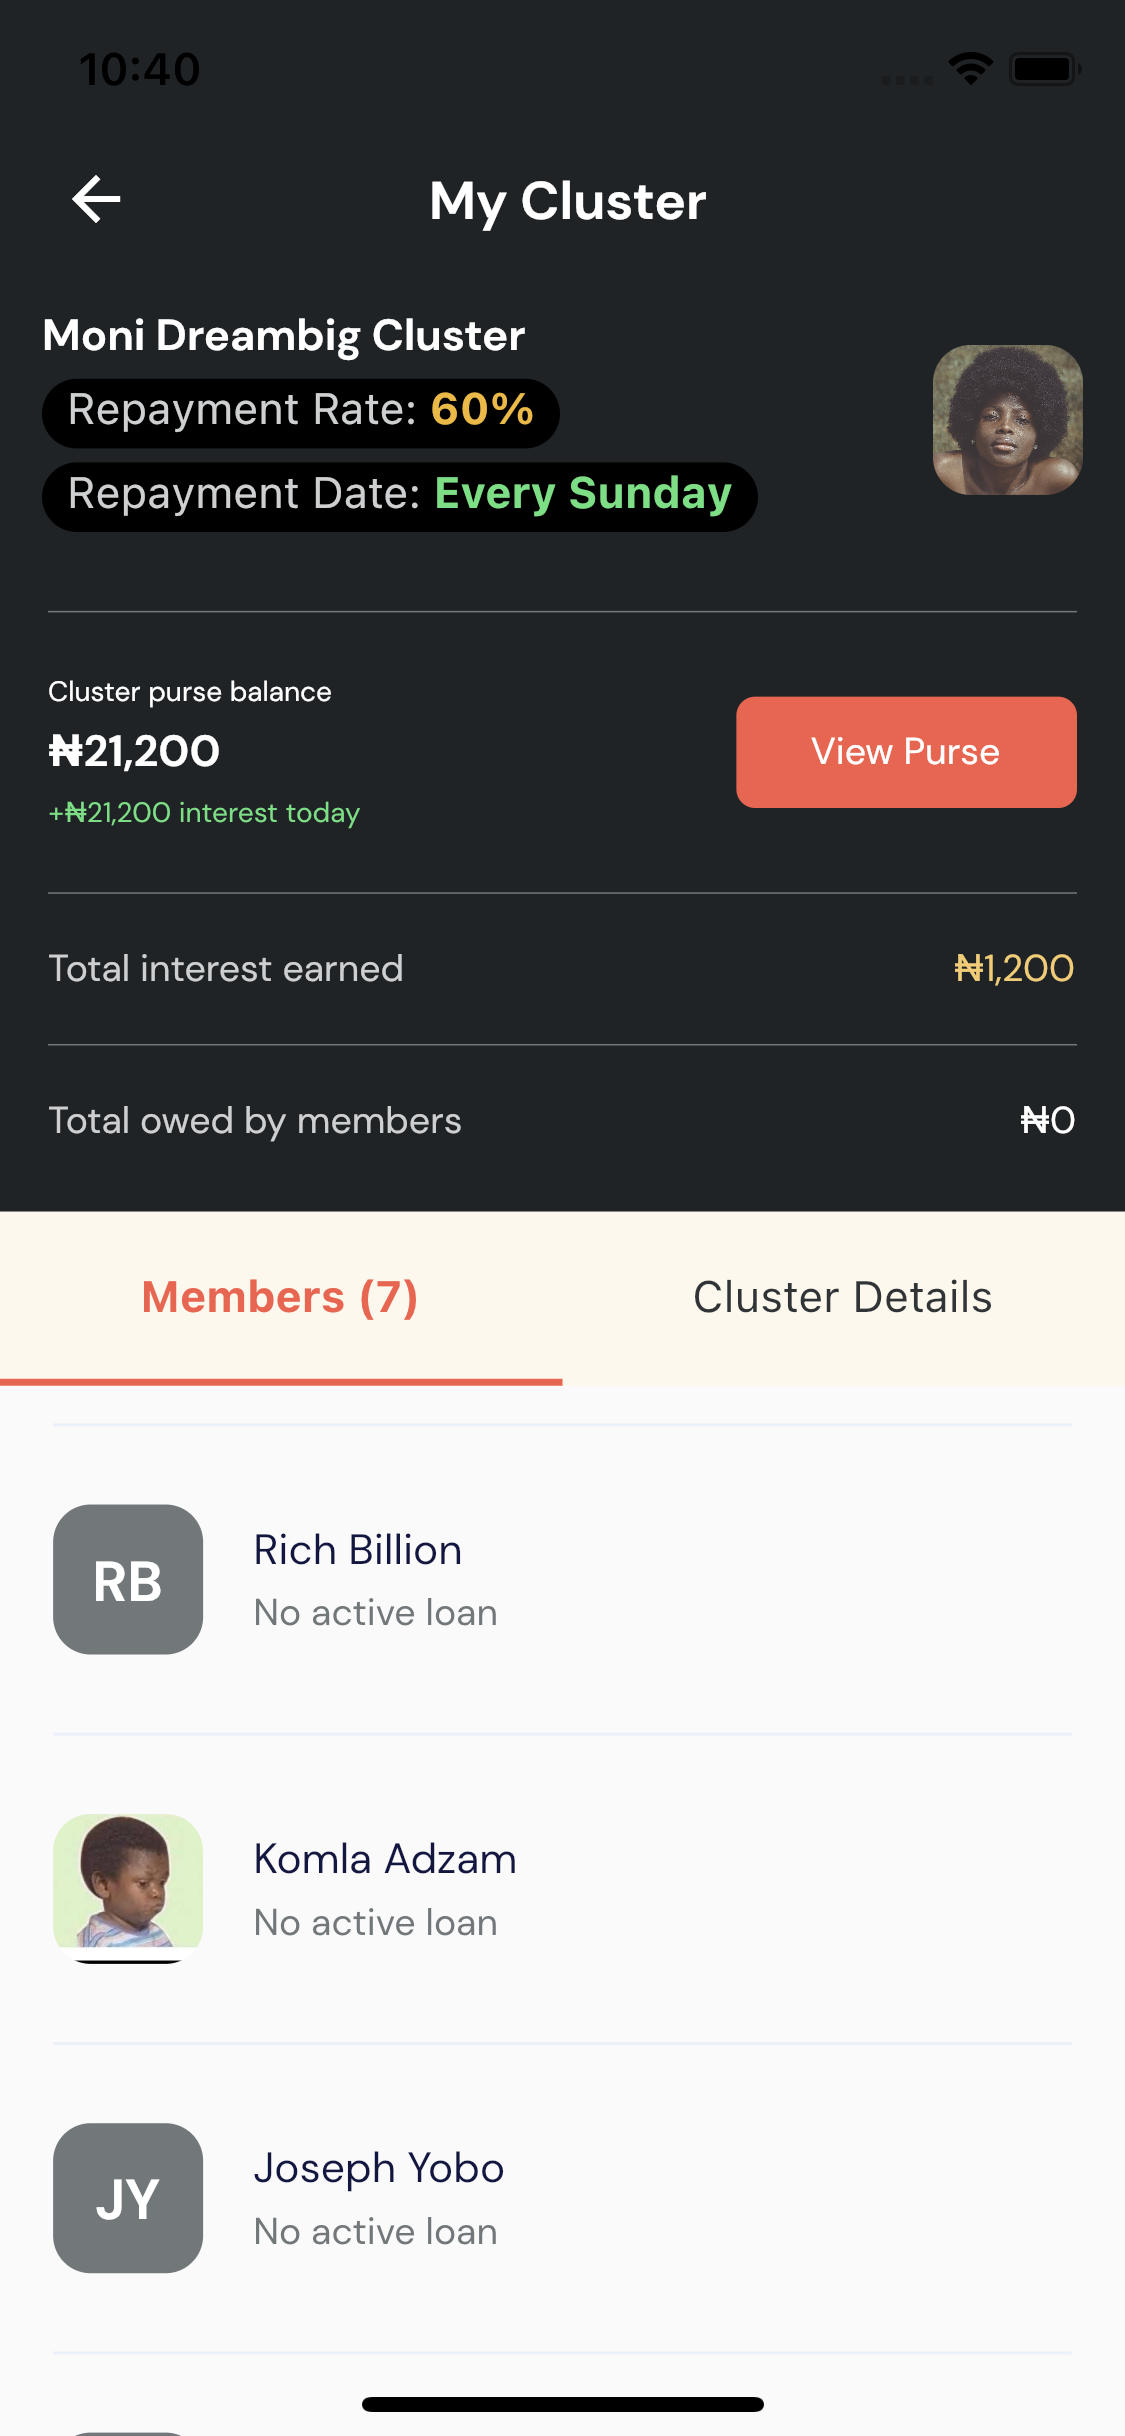 10:40
My Cluster
Moni Dreambig Cluster
Repayment Rate: 60%
Repayment Date: Every Sunday
Cluster purse balance
₦21,200
+₦21,200 interest today
View Purse
Total interest earned
₦1,200
Total owed by members
₦0
Members (7)
Cluster Details
RB
Rich Billion
No active loan
Komla Adzam
No active loan
JY
Joseph Yobo
No active loan